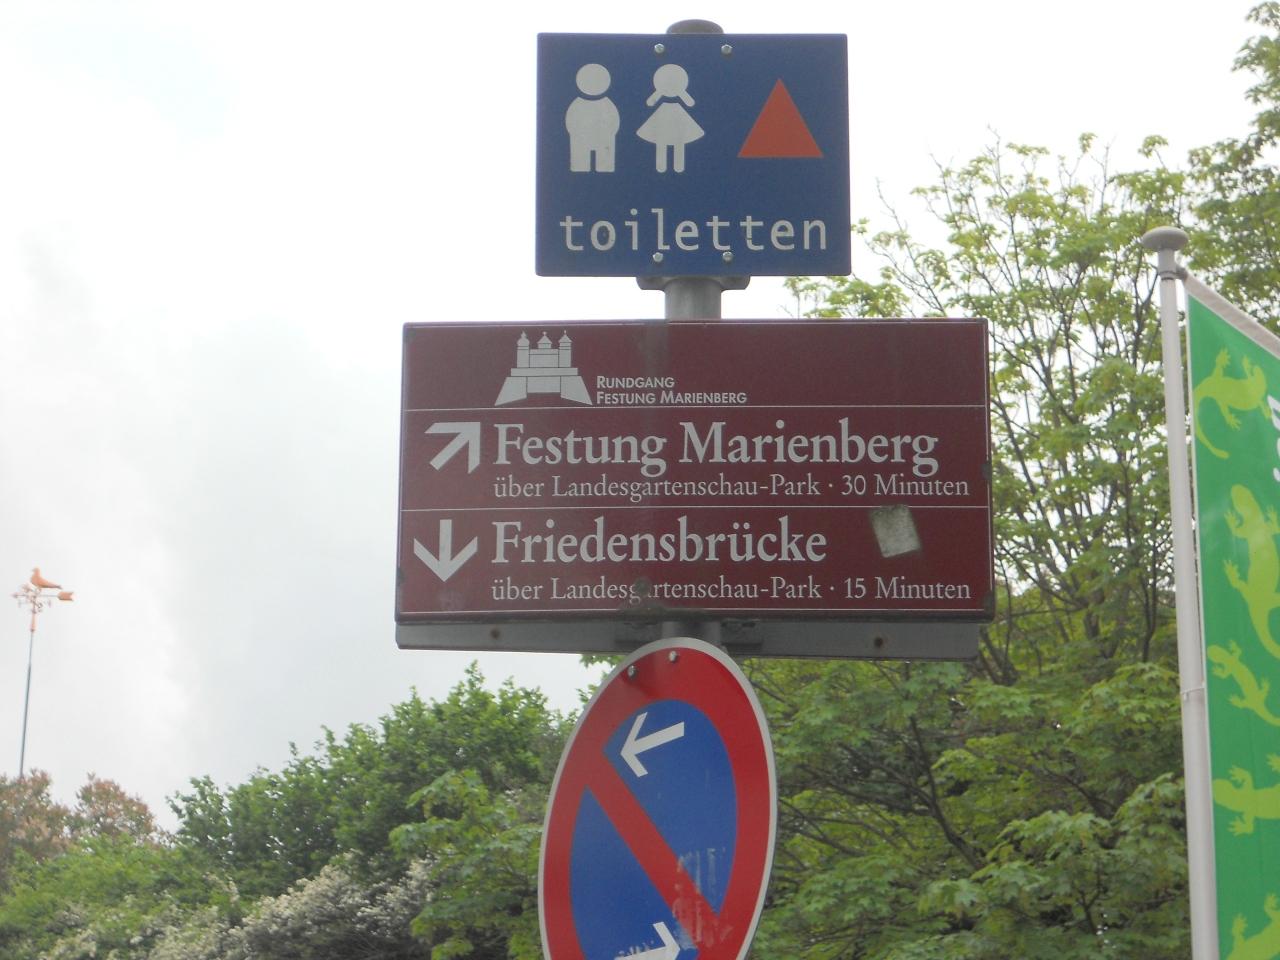 toiletten
RUNDGANG
FESTUNG MARIENBERG
Festung Marienberg
über Landesgartenschau-Park · 30 Minuten
Friedensbrücke
über Landesgartenschau-Park · 15 Minuten